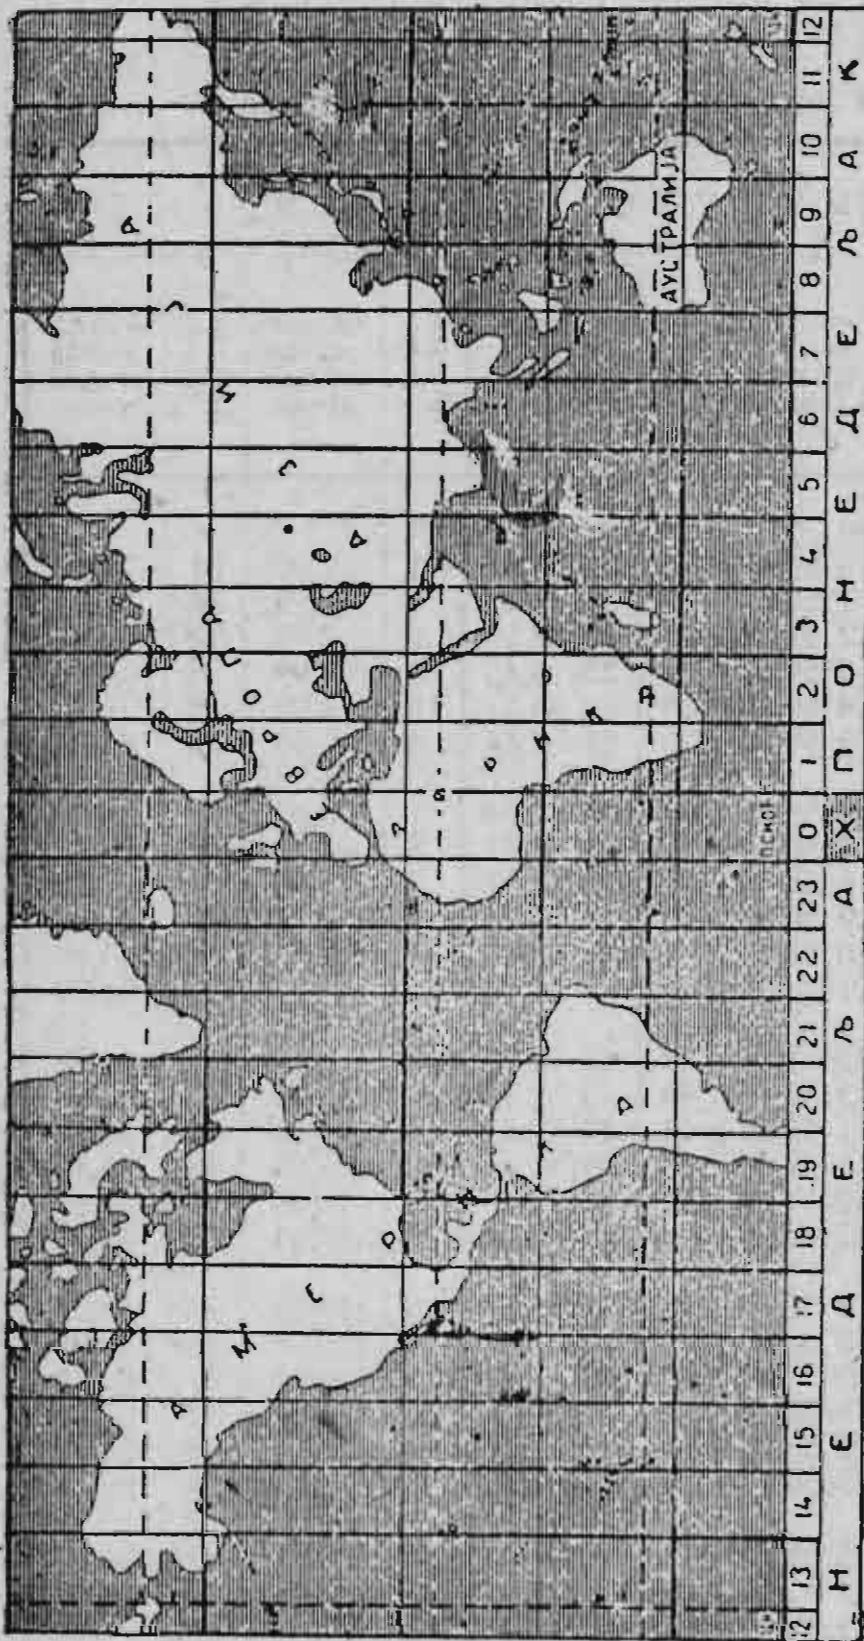 АУСТРАЛИЈА
12 13 14 15 16 17 18 19 20 21 22 23 0 1 2 3 4 5 6 7 8 9 10 11 12
Н Е Д Е Љ А Х П О Н Е Д Е Љ А К